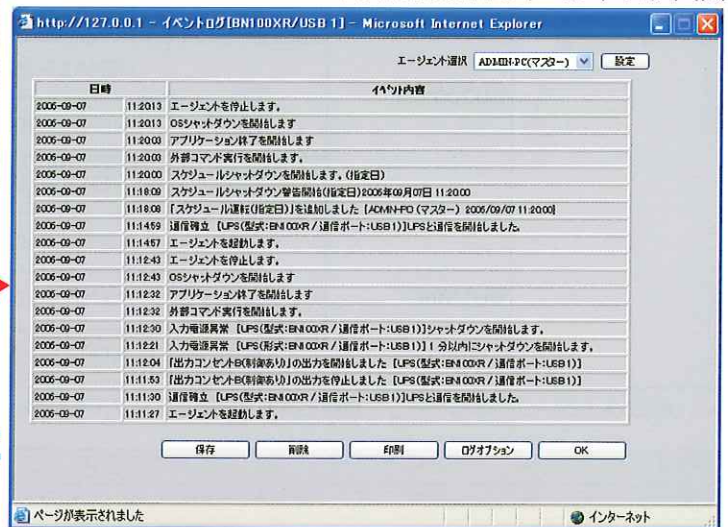 http://127.0.0.1 - イベントログ[BN100XR/USB 1] - Microsoft Internet Explorer
エージェント選択 ADMIN-PC(マスター) 設定
日時 イベント内容
2006-09-07 11:20:13 エージェントを停止します。
2006-09-07 11:20:13 OSシャットダウンを開始します
2006-09-07 11:20:03 アプリケーション終了を開始します
2006-09-07 11:20:00 外部コマンド実行を開始します。
2006-09-07 11:20:00 スケジュールシャットダウンを開始します。(指定日)
2006-09-07 11:18:09 スケジュールシャットダウン警告開始(指定日)2006年09月07日 11:20:00
2006-09-07 11:18:08 「スケジュール運転(指定日)」を追加しました [ADMIN-PC (マスター) 2006/09/07 11:20:00]
2006-09-07 11:14:59 通信確立 [UPS(型式:BN100XR / 通信ポート:USB1)]UPSと通信を開始しました。
2006-09-07 11:14:57 エージェントを起動します。
2006-09-07 11:12:43 エージェントを停止します。
2006-09-07 11:12:43 OSシャットダウンを開始します
2006-09-07 11:12:32 アプリケーション終了を開始します
2006-09-07 11:12:32 外部コマンド実行を開始します。
2006-09-07 11:12:30 入力電源異常 [UPS(型式:BN100XR / 通信ポート:USB1)]シャットダウンを開始します。
2006-09-07 11:12:21 入力電源異常 [UPS(形式:BN100XR / 通信ポート:USB1)] 1 分以内にシャットダウンを開始します。
2006-09-07 11:12:04 「出力コンセントB(制御あり)」の出力を開始しました [UPS(型式:BN100XR / 通信ポート:USB1)]
2006-09-07 11:11:53 「出力コンセントB(制御あり)」の出力を停止しました [UPS(型式:BN100XR / 通信ポート:USB1)]
2006-09-07 11:11:30 通信確立 [UPS(型式:BN100XR / 通信ポート:USB1)]UPSと通信を開始しました。
2006-09-07 11:11:27 エージェントを起動します。
保存 削除 印刷 ログオプション OK
ページが表示されました インターネット